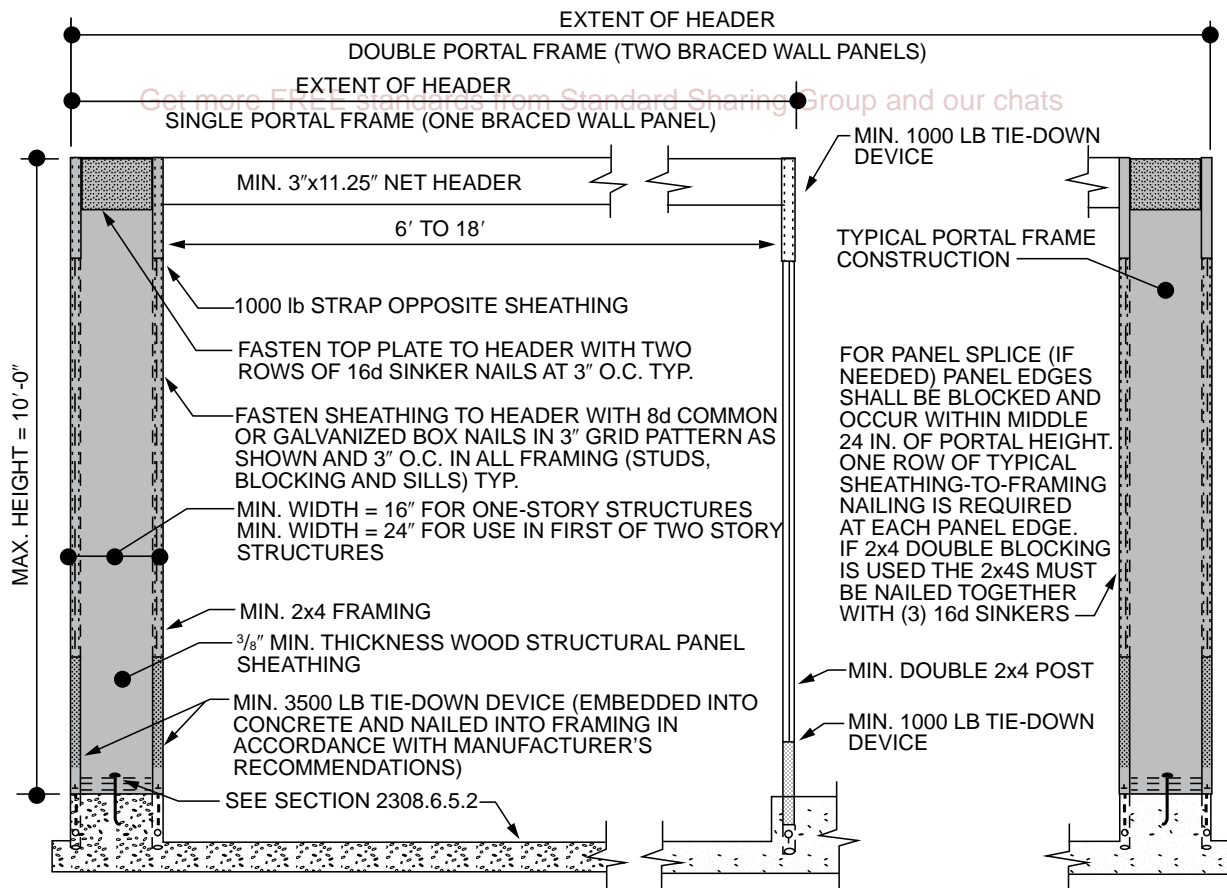 EXTENT OF HEADER
DOUBLE PORTAL FRAME (TWO BRACED WALL PANELS)
EXTENT OF HEADER
Get more FREE standards from Standard Sharing Group and our chats
SINGLE PORTAL FRAME (ONE BRACED WALL PANEL)
MIN. 1000 LB TIE-DOWN
DEVICE
MIN. 3″x11.25″ NET HEADER
6′ TO 18′
TYPICAL PORTAL FRAME
CONSTRUCTION
1000 lb STRAP OPPOSITE SHEATHING
FASTEN TOP PLATE TO HEADER WITH TWO
ROWS OF 16d SINKER NAILS AT 3″ O.C. TYP.
FASTEN SHEATHING TO HEADER WITH 8d COMMON
OR GALVANIZED BOX NAILS IN 3″ GRID PATTERN AS
SHOWN AND 3″ O.C. IN ALL FRAMING (STUDS,
BLOCKING AND SILLS) TYP.
MIN. WIDTH = 16″ FOR ONE-STORY STRUCTURES
MIN. WIDTH = 24″ FOR USE IN FIRST OF TWO STORY
STRUCTURES
MAX. HEIGHT = 10′-0″
FOR PANEL SPLICE (IF
NEEDED) PANEL EDGES
SHALL BE BLOCKED AND
OCCUR WITHIN MIDDLE
24 IN. OF PORTAL HEIGHT.
ONE ROW OF TYPICAL
SHEATHING-TO-FRAMING
NAILING IS REQUIRED
AT EACH PANEL EDGE.
IF 2x4 DOUBLE BLOCKING
IS USED THE 2x4S MUST
BE NAILED TOGETHER
WITH (3) 16d SINKERS
MIN. 2x4 FRAMING
3/8″ MIN. THICKNESS WOOD STRUCTURAL PANEL
SHEATHING
MIN. 3500 LB TIE-DOWN DEVICE (EMBEDDED INTO
CONCRETE AND NAILED INTO FRAMING IN
ACCORDANCE WITH MANUFACTURER'S
RECOMMENDATIONS)
MIN. DOUBLE 2x4 POST
MIN. 1000 LB TIE-DOWN
DEVICE
SEE SECTION 2308.6.5.2